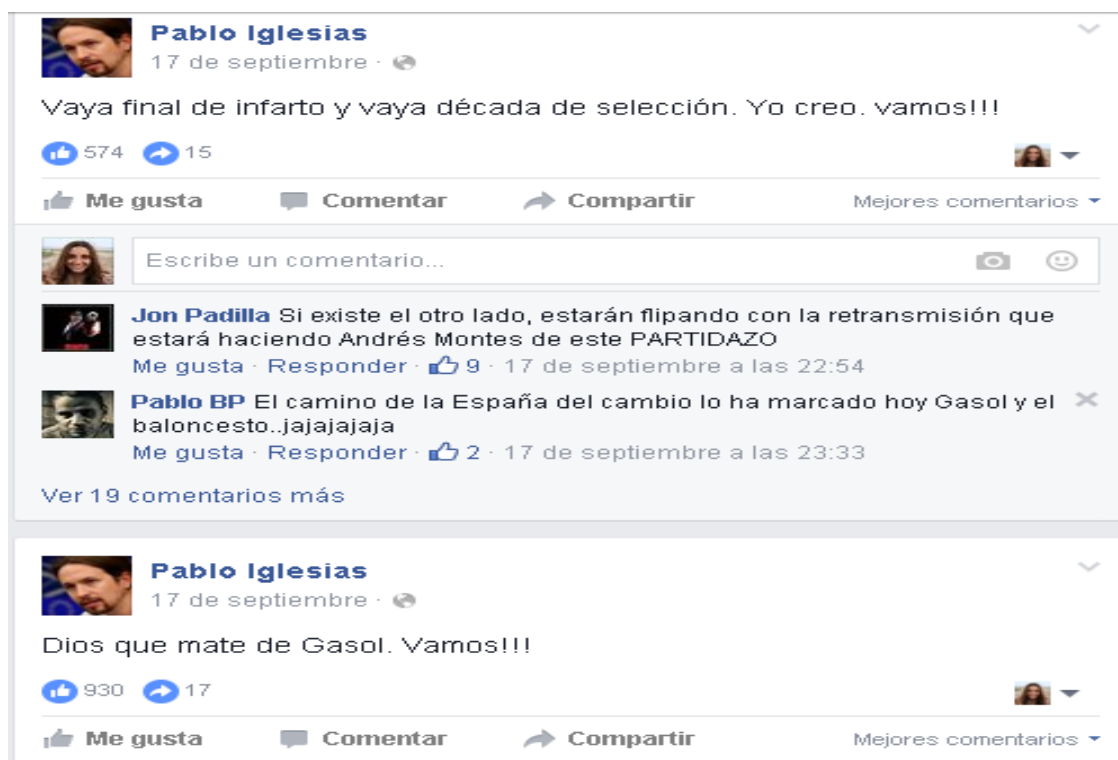 Pablo Iglesias
17 de septiembre ·
Vaya final de infarto y vaya década de selección. Yo creo. vamos!!!
574 15
Me gusta Comentar Compartir Mejores comentarios
Escribe un comentario...
Jon Padilla Si existe el otro lado, estarán flipando con la retransmisión que
estará haciendo Andrés Montes de este PARTIDAZO
Me gusta · Responder · 9 · 17 de septiembre a las 22:54
Pablo BP El camino de la España del cambio lo ha marcado hoy Gasol y el
baloncesto..jajajajaja
Me gusta · Responder · 2 · 17 de septiembre a las 23:33
Ver 19 comentarios más
Pablo Iglesias
17 de septiembre ·
Dios que mate de Gasol. Vamos!!!
930 17
Me gusta Comentar Compartir Mejores comentarios